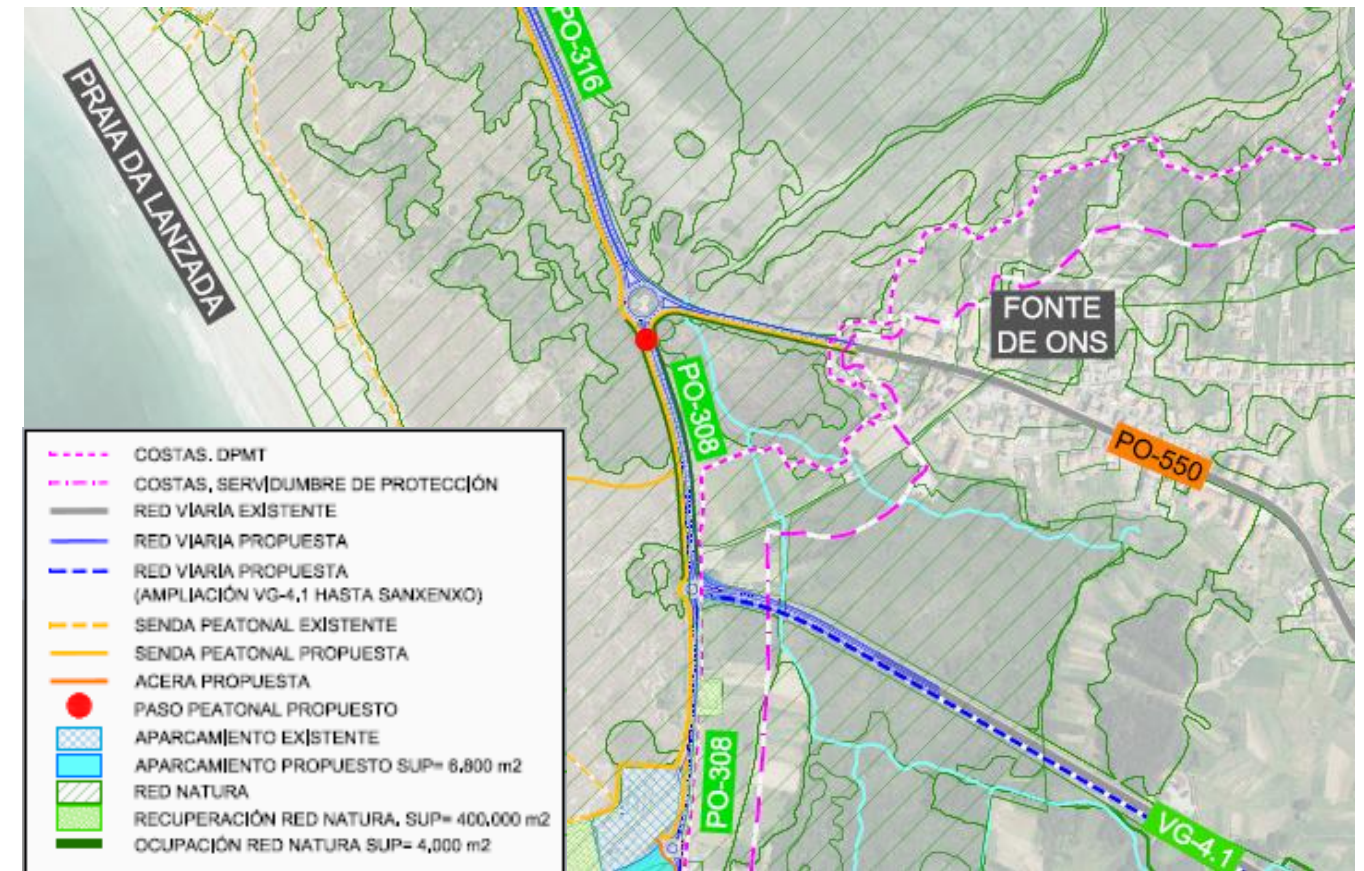 PO-316
PRAIA DA LANZADA
FONTE
DE ONS
PO-308
PO-550
PO-308
VG-4.1
COSTAS. DPMT
COSTAS, SERVIDUMBRE DE PROTECCIÓN
RED VÍARÍA EXISTENTE
RED VIARIA PROPUESTA
RED VÍARÍA PROPUESTA
(AMPLIACIÓN VG-4.1 HASTA SANXENXO)
SENDA PEATONAL EXISTENTE
SENDA PEATONAL PROPUESTA
ACERA PROPUESTA
PASO PEATONAL PROPUESTO
APARCAMIENTO EXISTENTE
APARCAMIENTO PROPUESTO SUP= 6.800 m2
RED NATURA
RECUPERACIÓN RED NATURA. SUP= 400.000 m2
OCUPACIÓN RED NATURA SUP= 4,000 m2